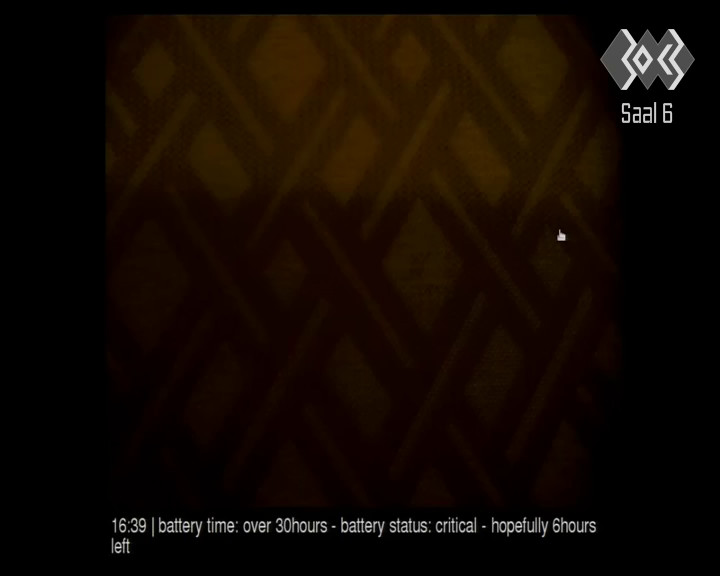 Saal 6
16:39 | battery time: over 30hours - battery status: critical - hopefully 6hours
left